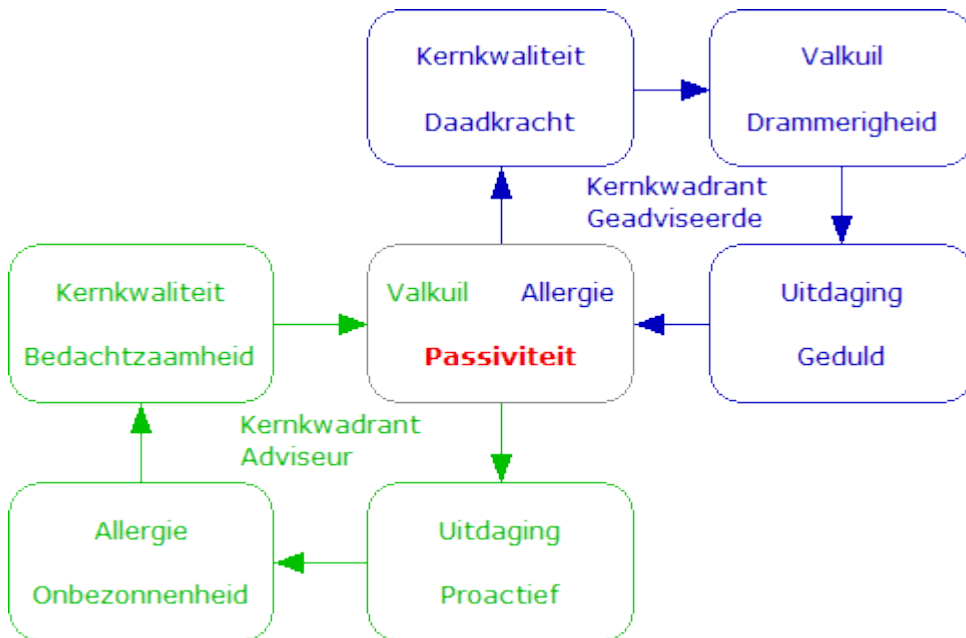 Kernkwaliteit
Daadkracht
Valkuil
Drammerigheid
Kernkwadrant
Geadviseerde
Kernkwaliteit
Bedachtzaamheid
Valkuil Allergie
Passiviteit
Uitdaging
Geduld
Kernkwadrant
Adviseur
Allergie
Onbezonnenheid
Uitdaging
Proactief